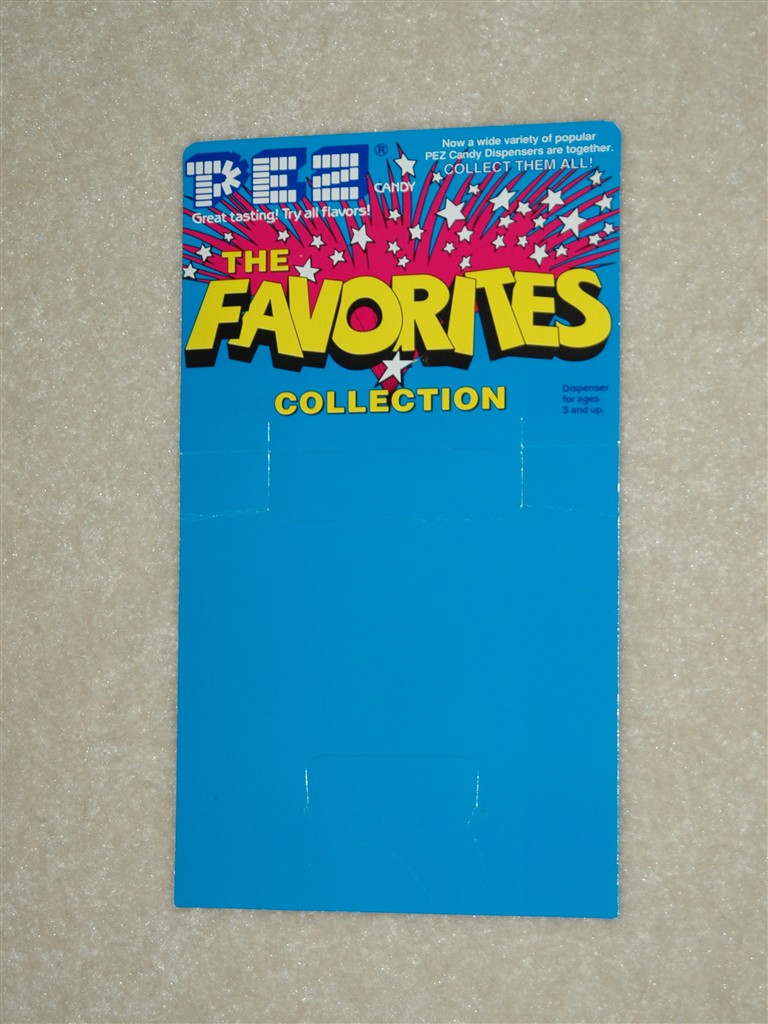 PEZ®
CANDY
Great tasting! Try all flavors!
Now a wide variety of popular
PEZ Candy Dispensers are together.
COLLECT THEM ALL!
THE
FAVORITES
COLLECTION
Dispenser
for ages
3 and up.